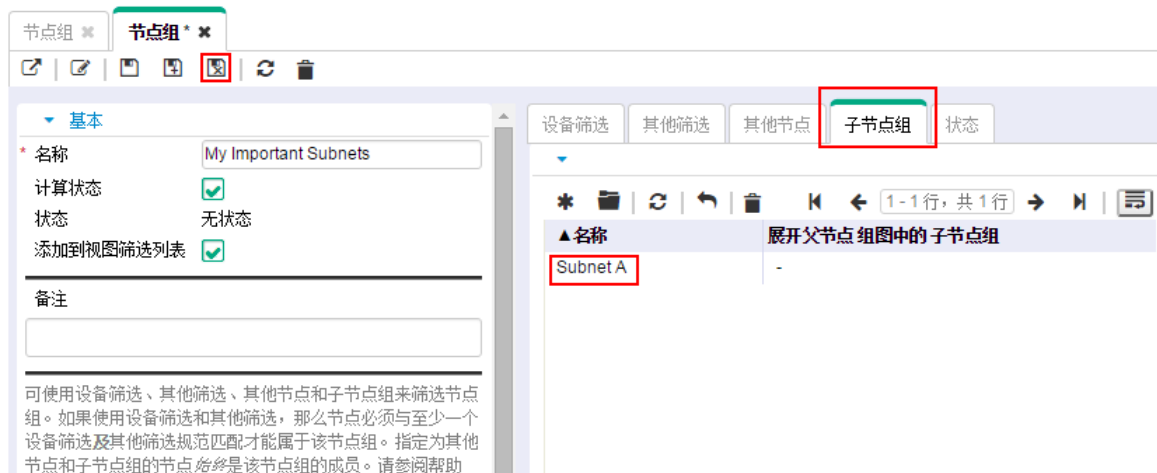 节点组 ✖ 节点组 * ✖
基本
* 名称 My Important Subnets
计算状态
状态 无状态
添加到视图筛选列表
备注
可使用设备筛选、其他筛选、其他节点和子节点组来筛选节点
组。如果使用设备筛选和其他筛选，那么节点必须与至少一个
设备筛选及其他筛选规范匹配才能属于该节点组。指定为其他
节点和子节点组的节点始终是该节点组的成员。请参阅帮助
设备筛选 其他筛选 其他节点 子节点组 状态
1 - 1 行，共 1 行
▲名称 展开父节点 组图中的 子节点组
Subnet A -